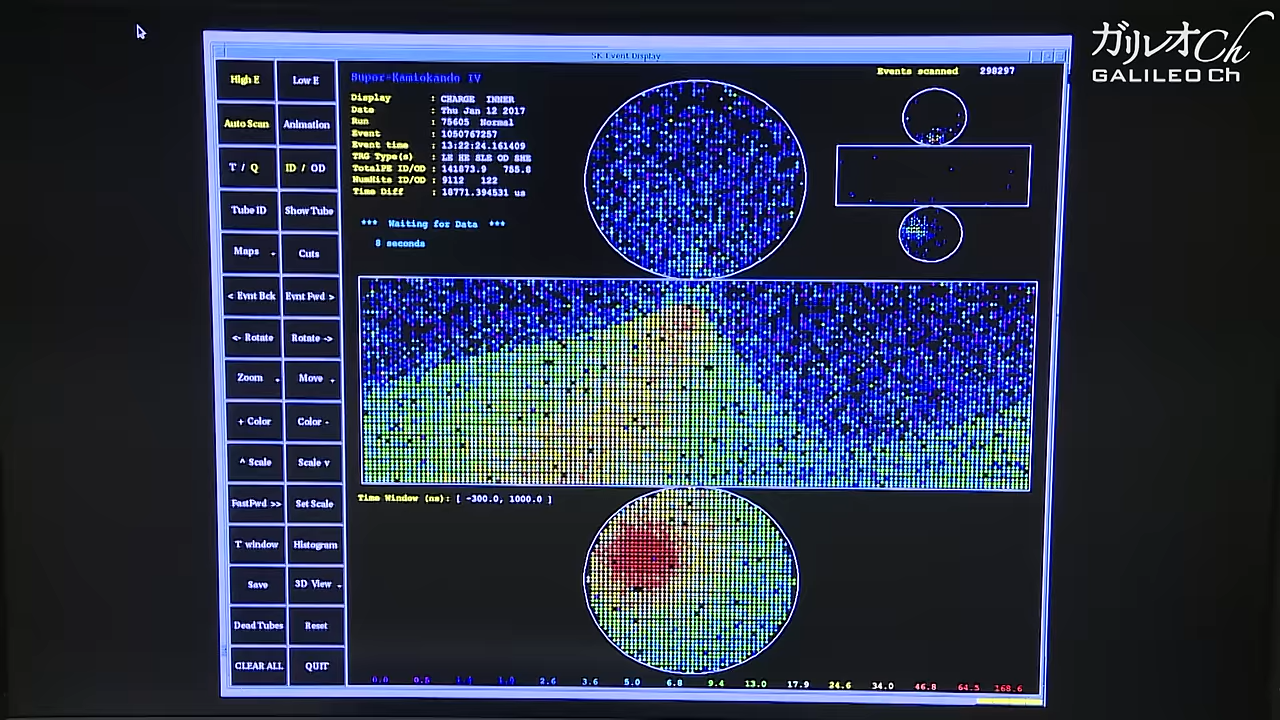 ガリレオCh
GALILEO Ch
SK Event Display
High E
Low E
Auto Scan
Animation
T / Q
ID / OD
Tube ID
Show Tube
Maps
Cuts
< Evnt Bck
Evnt Fwd >
<- Rotate
Rotate ->
Zoom
Move
+ Color
Color -
^ Scale
Scale v
FastFwd >>
Set Scale
T window
Histogram
Save
3D View
Dead Tubes
Reset
CLEAR ALL
QUIT
Super-Kamiokande IV
Display : CHARGE INNER
Date : Thu Jan 12 2017
Run : 75605 Normal
Event : 1050767257
Event time : 13:22:24.161409
TRG Type(s) : LE HE SLE OD SHE
TotalPE ID/OD : 141873.9 788.8
NumHits ID/OD : 9112 122
Time Diff : 18771.394531 us
*** Waiting for Data ***
8 seconds
Events scanned 298297
Time Window (ns): [ -300.0, 1000.0 ]
0.0 0.5 1.1 1.9 2.6 3.6 5.0 6.8 9.4 13.0 17.9 24.6 34.0 46.8 64.5 168.6